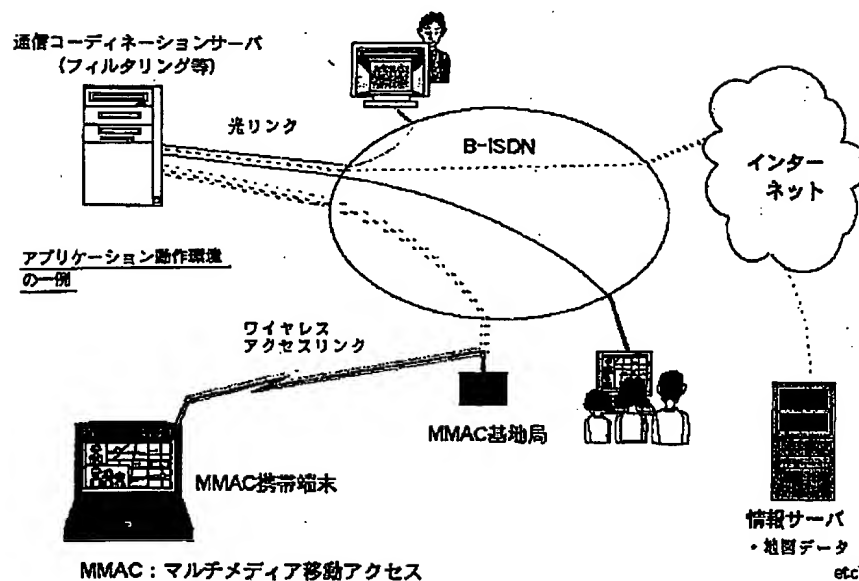 通信コーディネーションサーバ
(フィルタリング等)
光リンク
B-ISDN
インター
ネット
アプリケーション動作環境
の一例
ワイヤレス
アクセスリンク
MMAC基地局
MMAC携帯端末
情報サーバ
・地図データ
etc
MMAC:マルチメディア移動アクセス